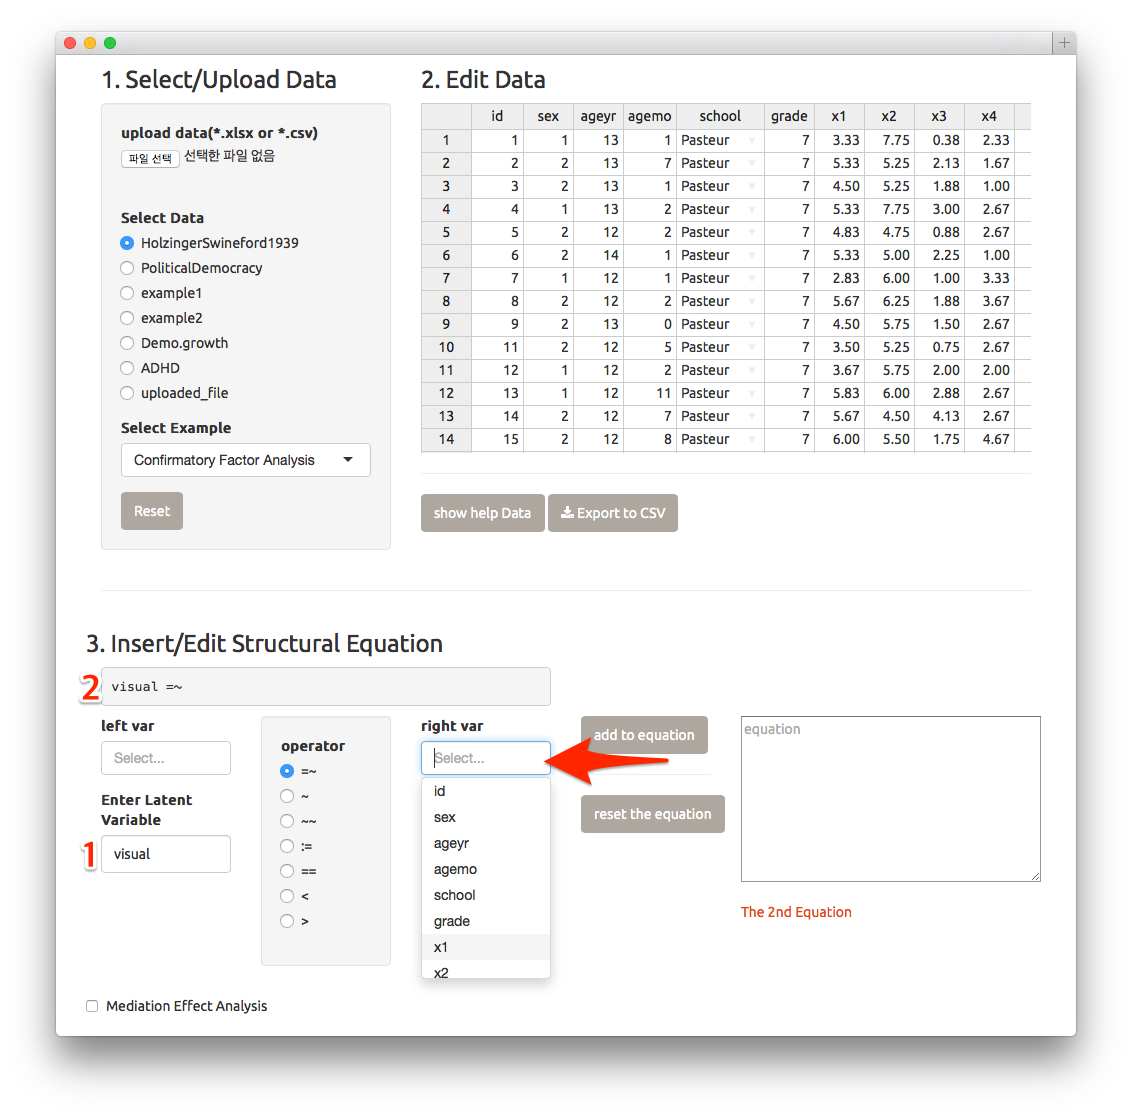 1. Select/Upload Data
upload data(*.xlsx or *.csv)
파일 선택 선택한 파일 없음
Select Data
HolzingerSwineford1939
PoliticalDemocracy
example1
example2
Demo.growth
ADHD
uploaded_file
Select Example
Confirmatory Factor Analysis
Reset
2. Edit Data
id sex ageyr agemo school grade x1 x2 x3 x4
1 1 1 13 1 Pasteur 7 3.33 7.75 0.38 2.33
2 2 2 13 7 Pasteur 7 5.33 5.25 2.13 1.67
3 3 2 13 1 Pasteur 7 4.50 5.25 1.88 1.00
4 4 1 13 2 Pasteur 7 5.33 7.75 3.00 2.67
5 5 2 12 2 Pasteur 7 4.83 4.75 0.88 2.67
6 6 2 14 1 Pasteur 7 5.33 5.00 2.25 1.00
7 7 1 12 1 Pasteur 7 2.83 6.00 1.00 3.33
8 8 2 12 2 Pasteur 7 5.67 6.25 1.88 3.67
9 9 2 13 0 Pasteur 7 4.50 5.75 1.50 2.67
10 11 2 12 5 Pasteur 7 3.50 5.25 0.75 2.67
11 12 1 12 2 Pasteur 7 3.67 5.75 2.00 2.00
12 13 1 12 11 Pasteur 7 5.83 6.00 2.88 2.67
13 14 2 12 7 Pasteur 7 5.67 4.50 4.13 2.67
14 15 2 12 8 Pasteur 7 6.00 5.50 1.75 4.67
show help Data Export to CSV
3. Insert/Edit Structural Equation
2 visual =~
left var
Select...
Enter Latent
Variable
1 visual
operator
=~
~
~~
:=
==
<
>
right var
Select...
id
sex
ageyr
agemo
school
grade
x1
x2
add to equation
reset the equation
equation
The 2nd Equation
Mediation Effect Analysis